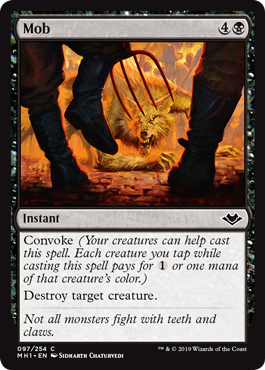 Mob 4
Instant
Convoke (Your creatures can help cast
this spell. Each creature you tap while
casting this spell pays for 1 or one mana
of that creature's color.)
Destroy target creature.
Not all monsters fight with teeth and
claws.
097/254 C
MH1 • EN Sidharth Chaturvedi
™ & © 2019 Wizards of the Coast